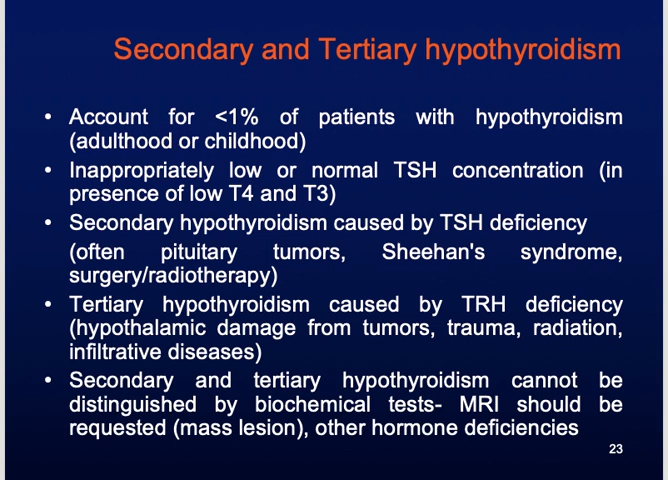 Secondary and Tertiary hypothyroidism
• Account for <1% of patients with hypothyroidism
(adulthood or childhood)
• Inappropriately low or normal TSH concentration (in
presence of low T4 and T3)
• Secondary hypothyroidism caused by TSH deficiency
(often pituitary tumors, Sheehan's syndrome,
surgery/radiotherapy)
• Tertiary hypothyroidism caused by TRH deficiency
(hypothalamic damage from tumors, trauma, radiation,
infiltrative diseases)
• Secondary and tertiary hypothyroidism cannot be
distinguished by biochemical tests- MRI should be
requested (mass lesion), other hormone deficiencies
23